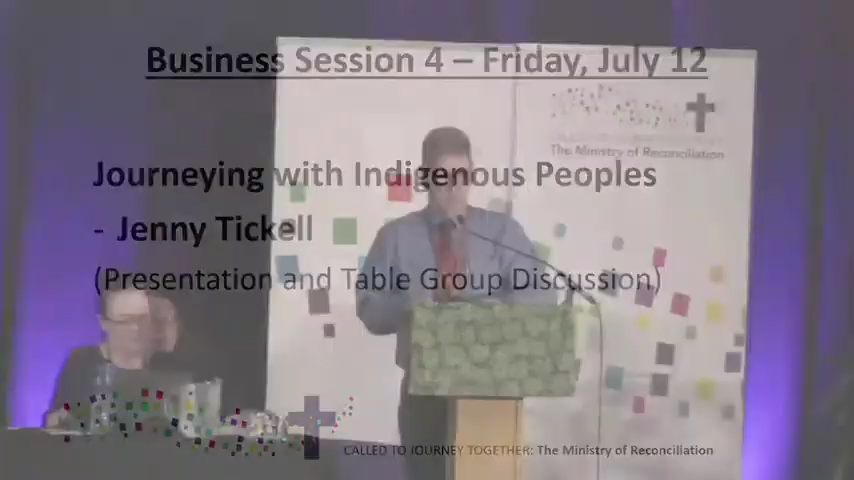 Business Session 4 – Friday, July 12
The Ministry of Reconciliation
Journeying with Indigenous Peoples
- Jenny Tickell
(Presentation and Table Group Discussion)
CALLED TO JOURNEY TOGETHER: The Ministry of Reconciliation